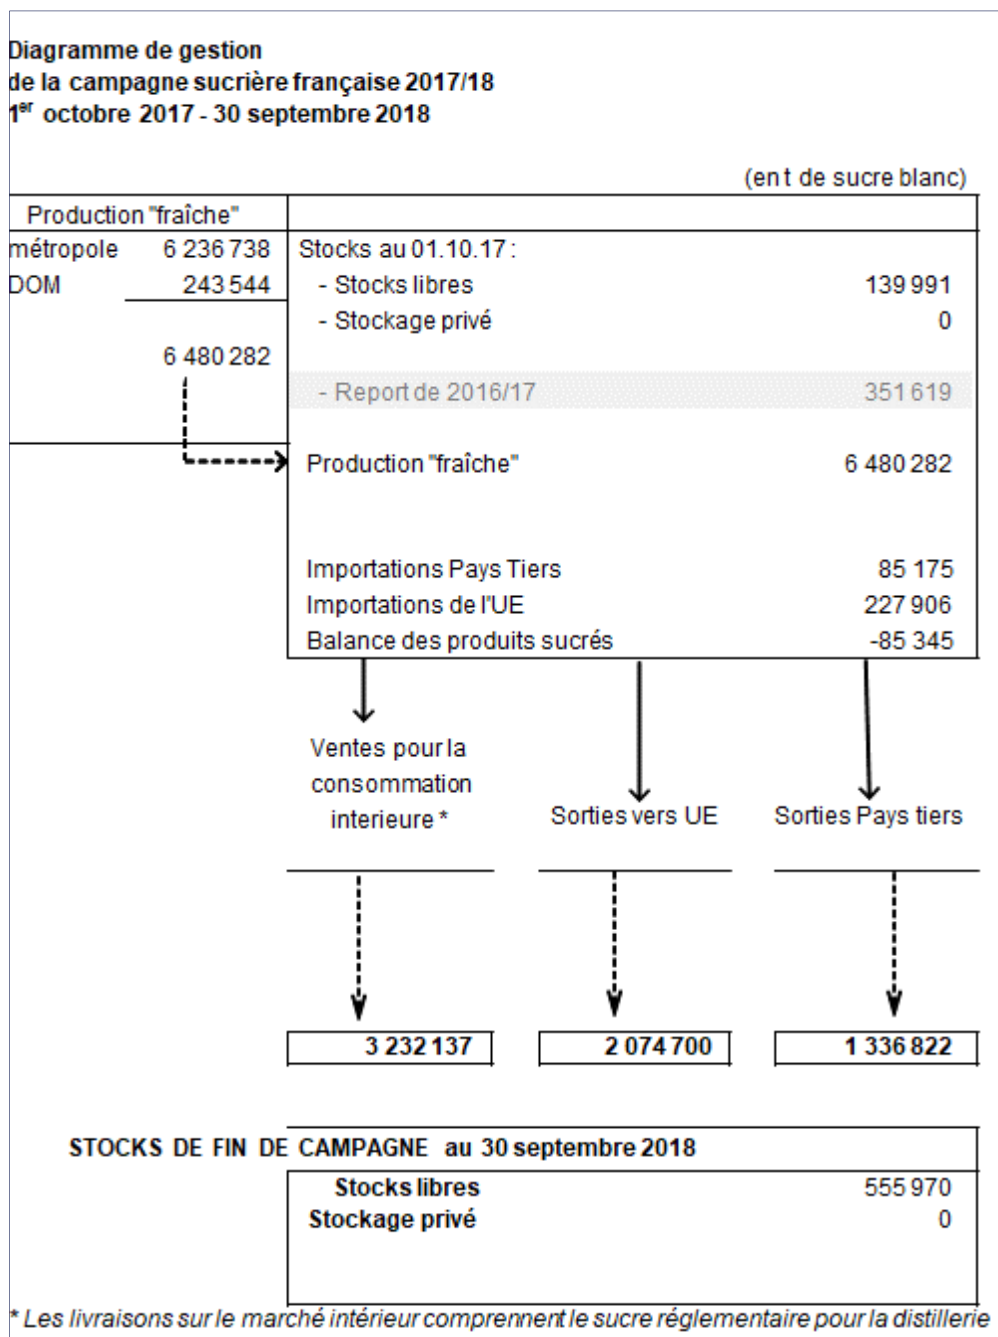 Diagramme de gestion
de la campagne sucrière française 2017/18
1er octobre 2017 - 30 septembre 2018
(en t de sucre blanc)
Production "fraîche"
métropole 6 236 738
DOM 243 544
6 480 282
Stocks au 01.10.17 :
- Stocks libres 139 991
- Stockage privé 0
- Report de 2016/17 351 619
Production "fraîche" 6 480 282
Importations Pays Tiers 85 175
Importations de l'UE 227 906
Balance des produits sucrés -85 345
Ventes pour la
consommation
interieure *
Sorties vers UE
Sorties Pays tiers
3 232 137
2 074 700
1 336 822
STOCKS DE FIN DE CAMPAGNE au 30 septembre 2018
Stocks libres 555 970
Stockage privé 0
* Les livraisons sur le marché intérieur comprennent le sucre réglementaire pour la distillerie